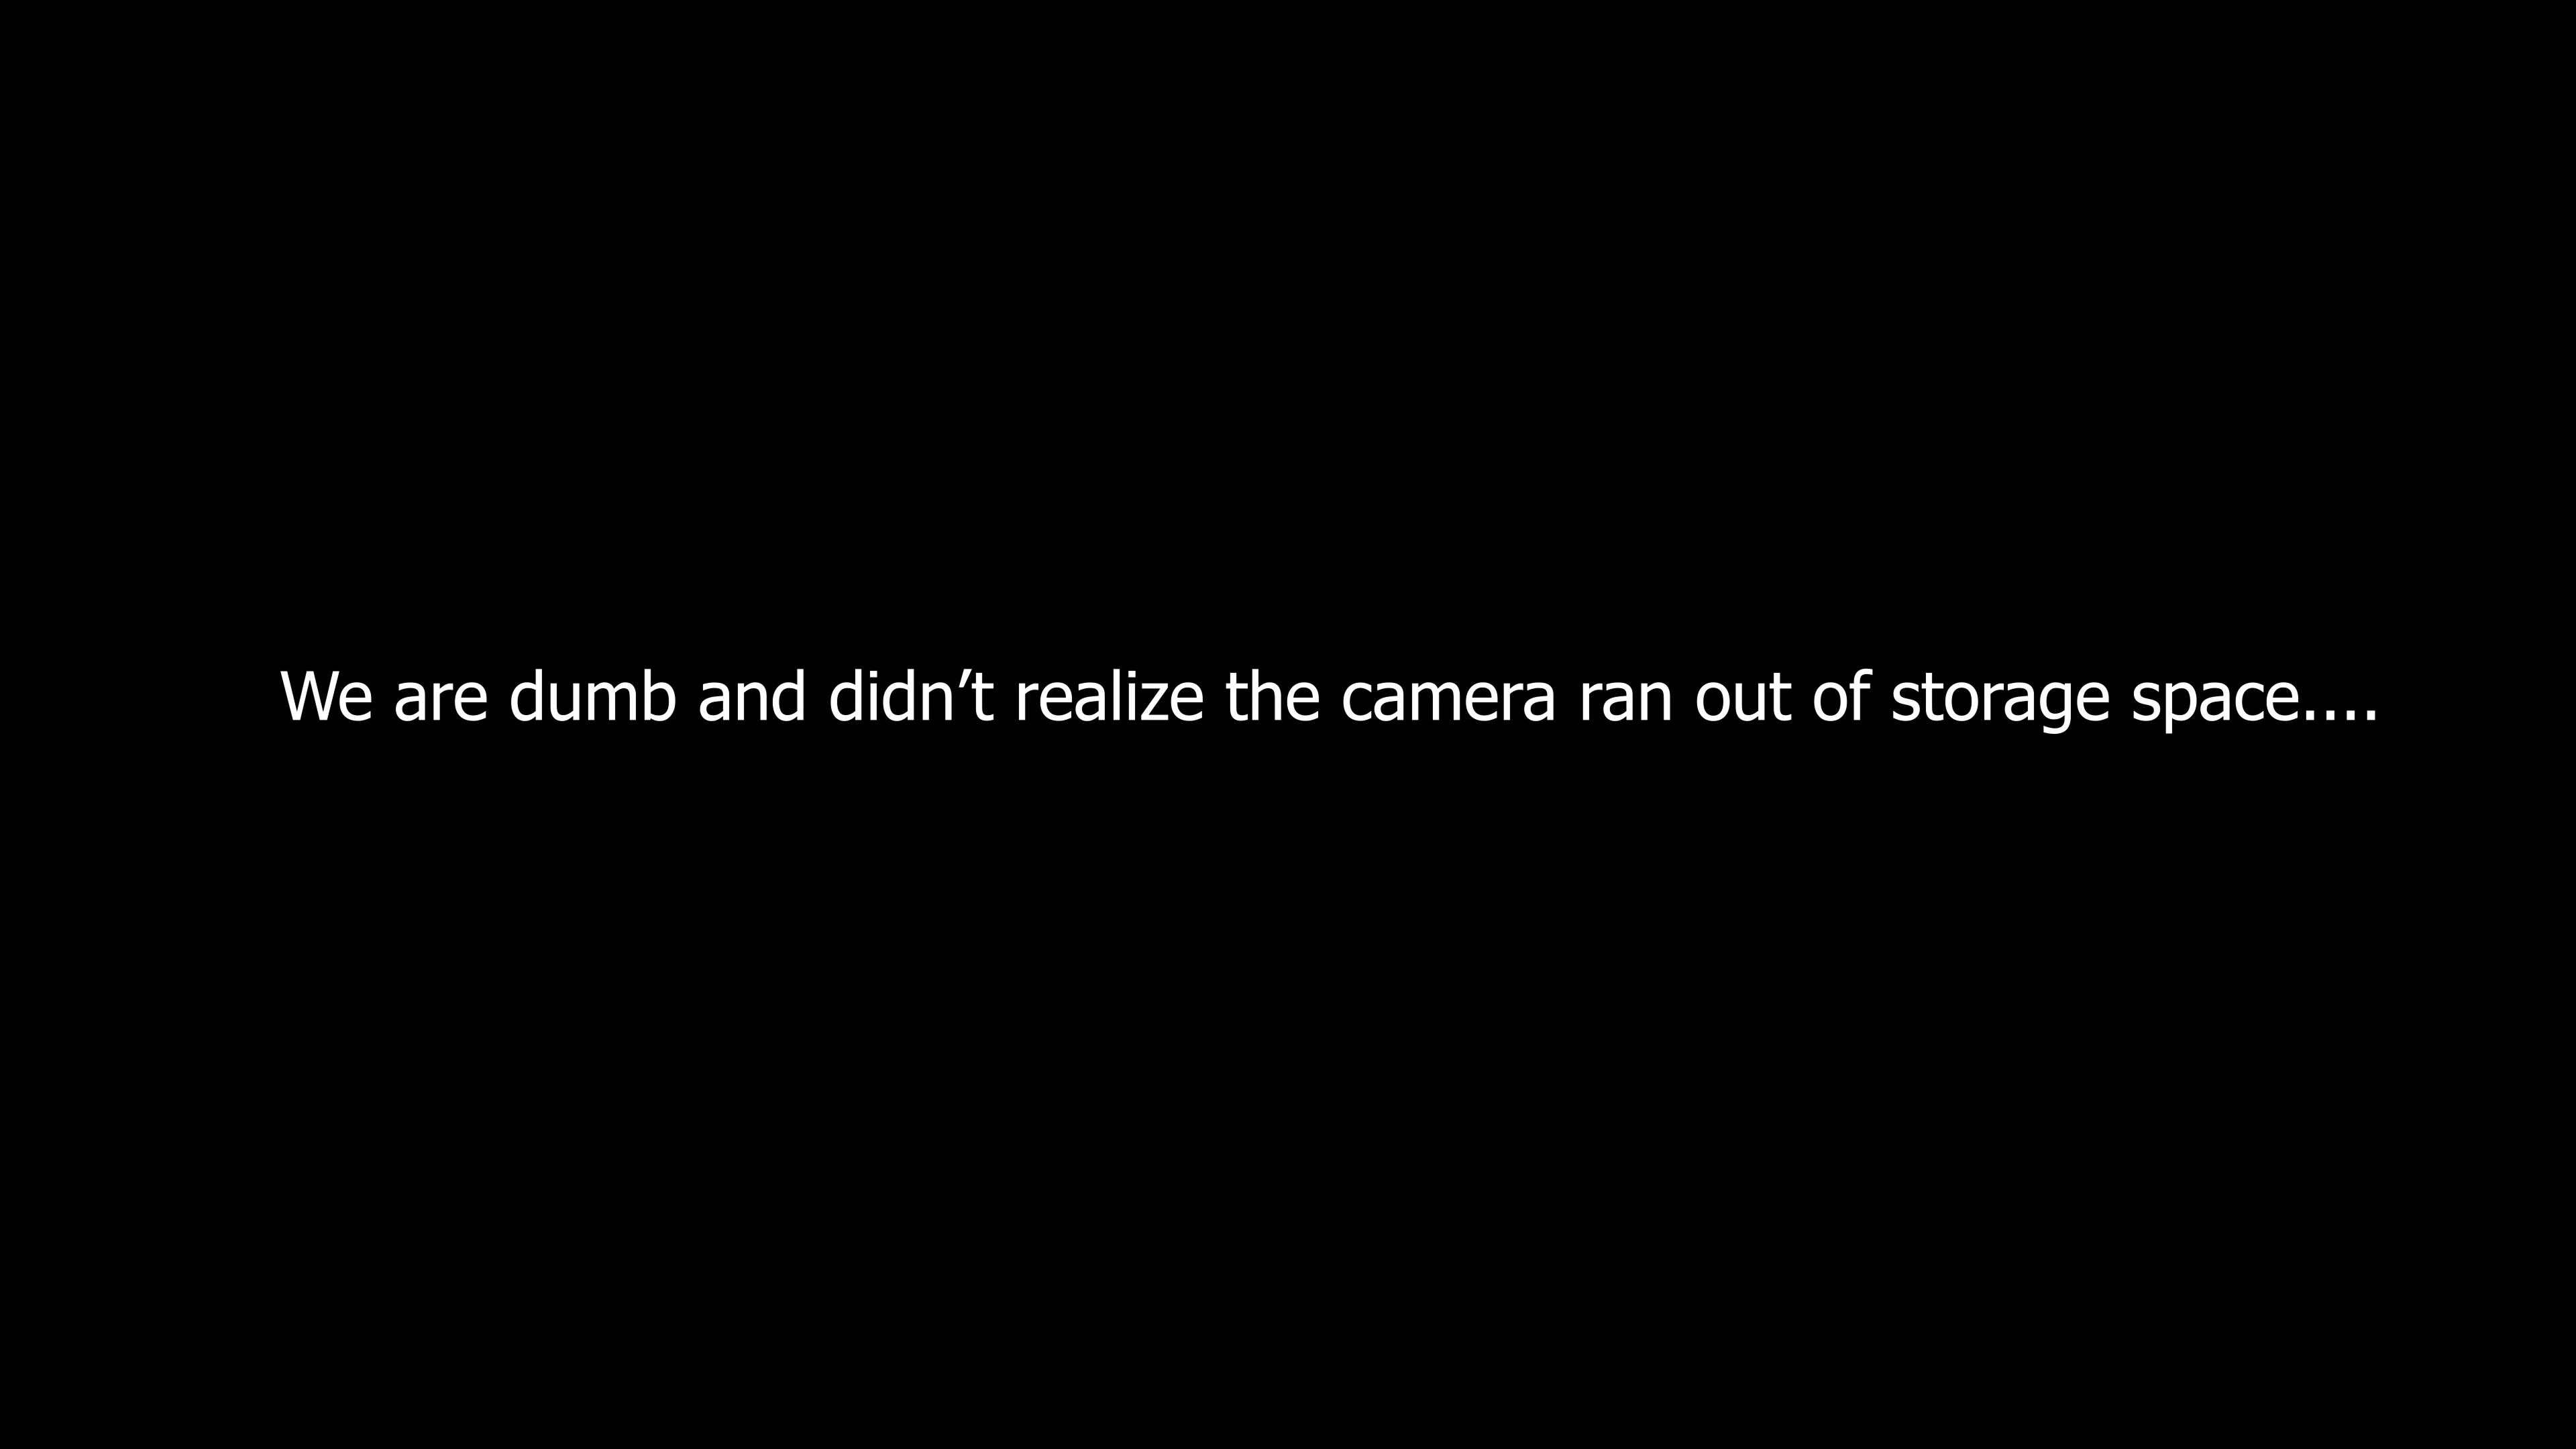 We are dumb and didn’t realize the camera ran out of storage space....